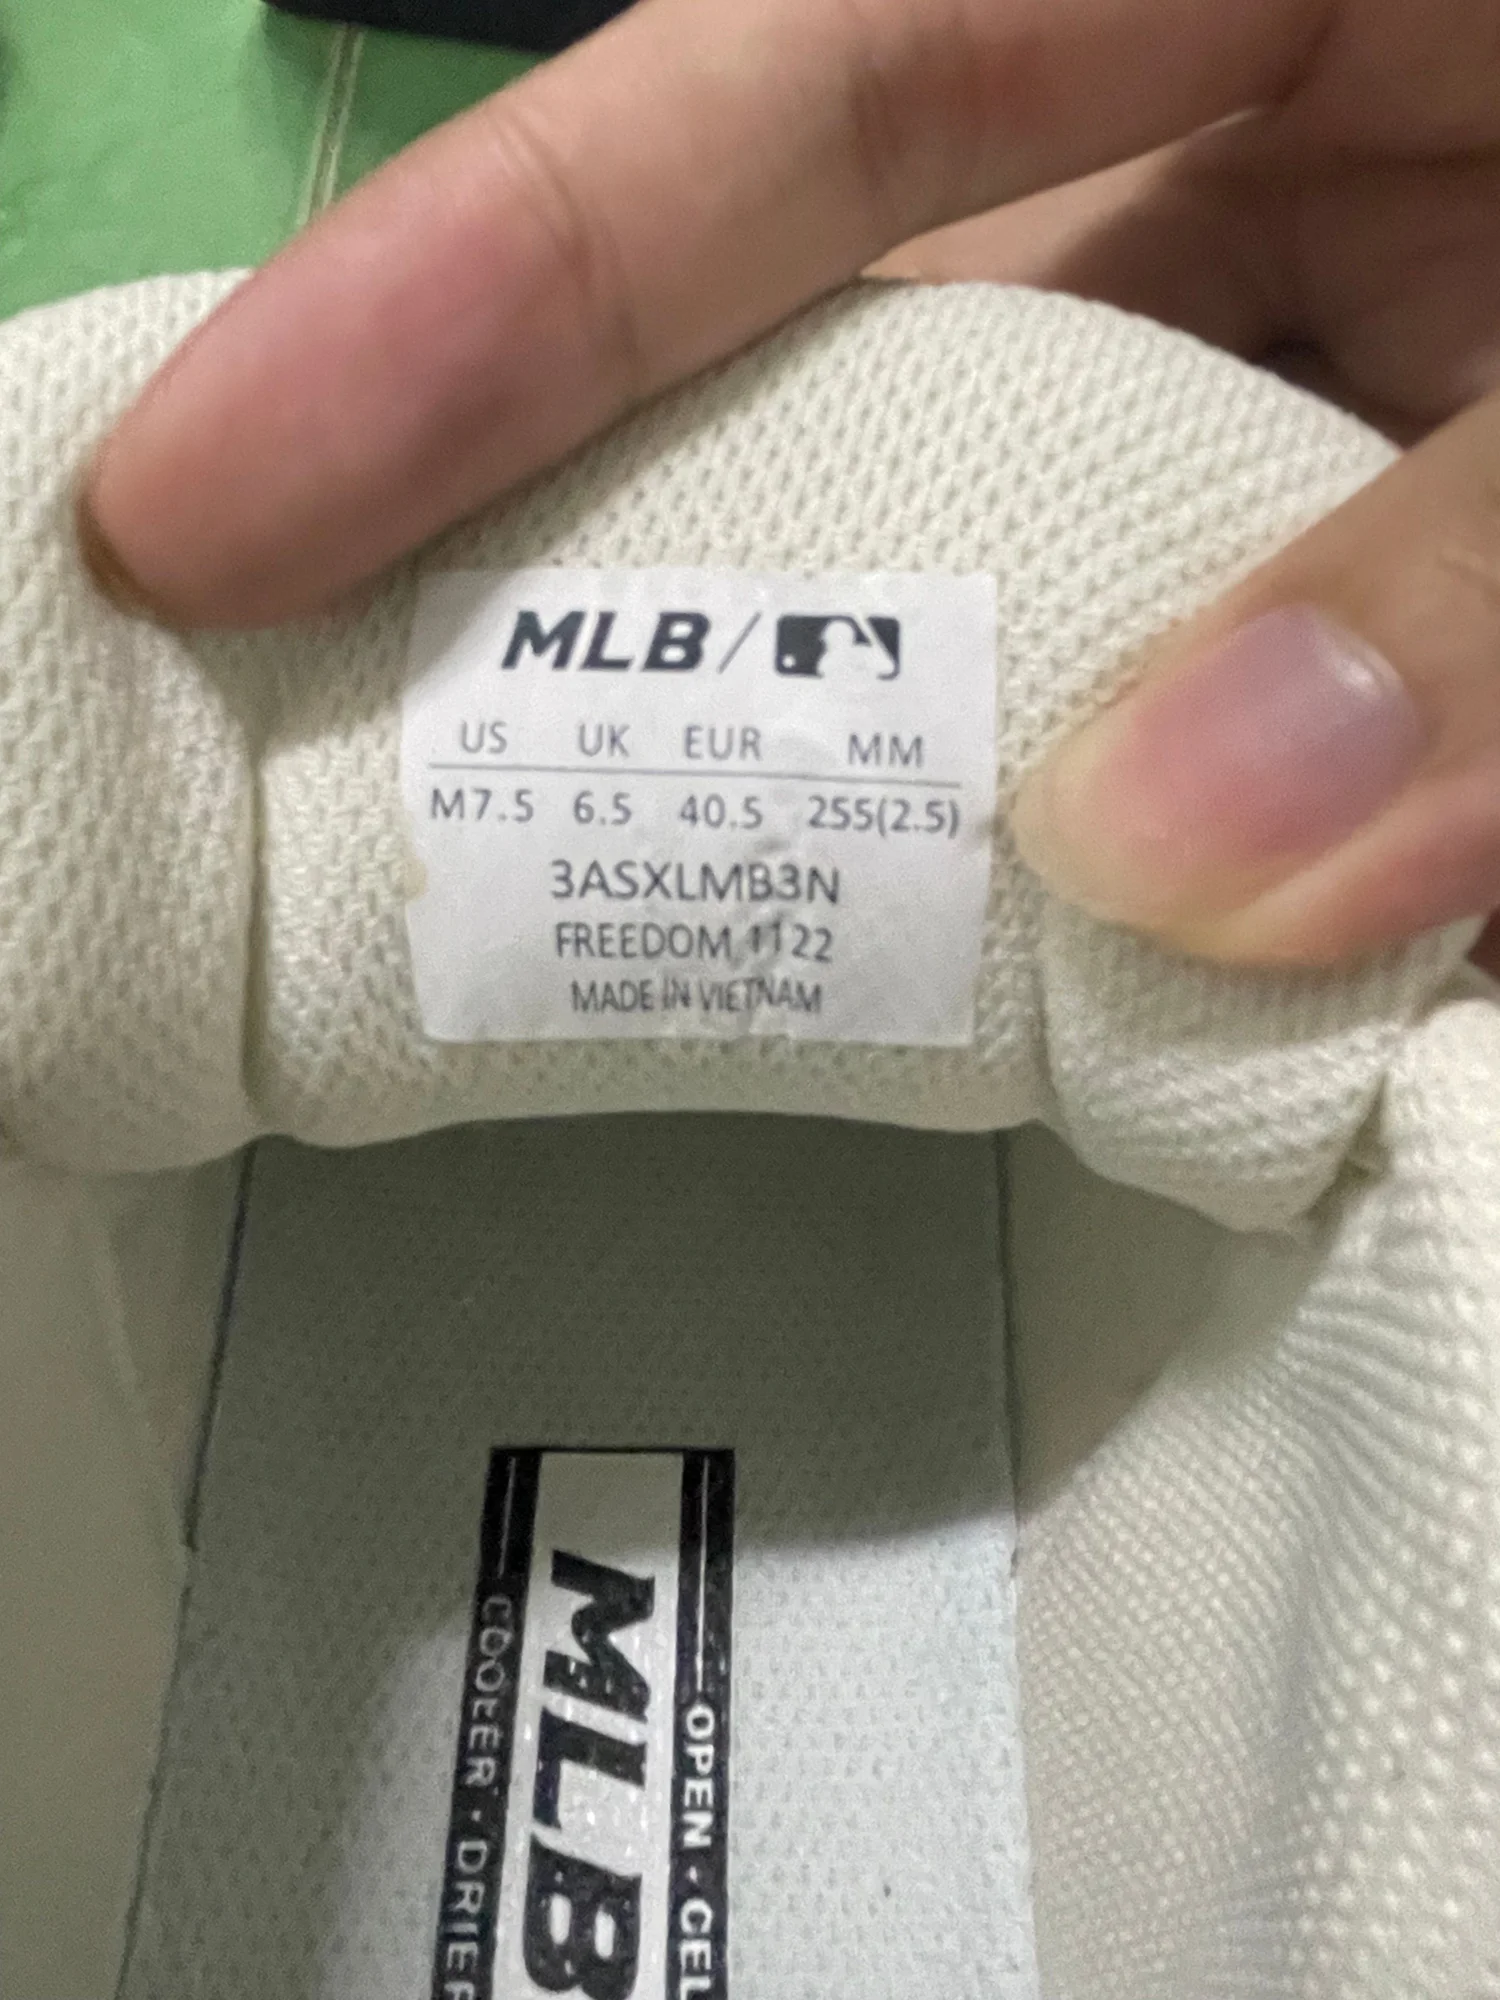 MLB /
US UK EUR MM
M7.5 6.5 40.5 255(2.5)
3ASXLMB3N
FREEDOM 1122
MADE IN VIETNAM
COOLER · DRIER
MLB
OPEN · CEL